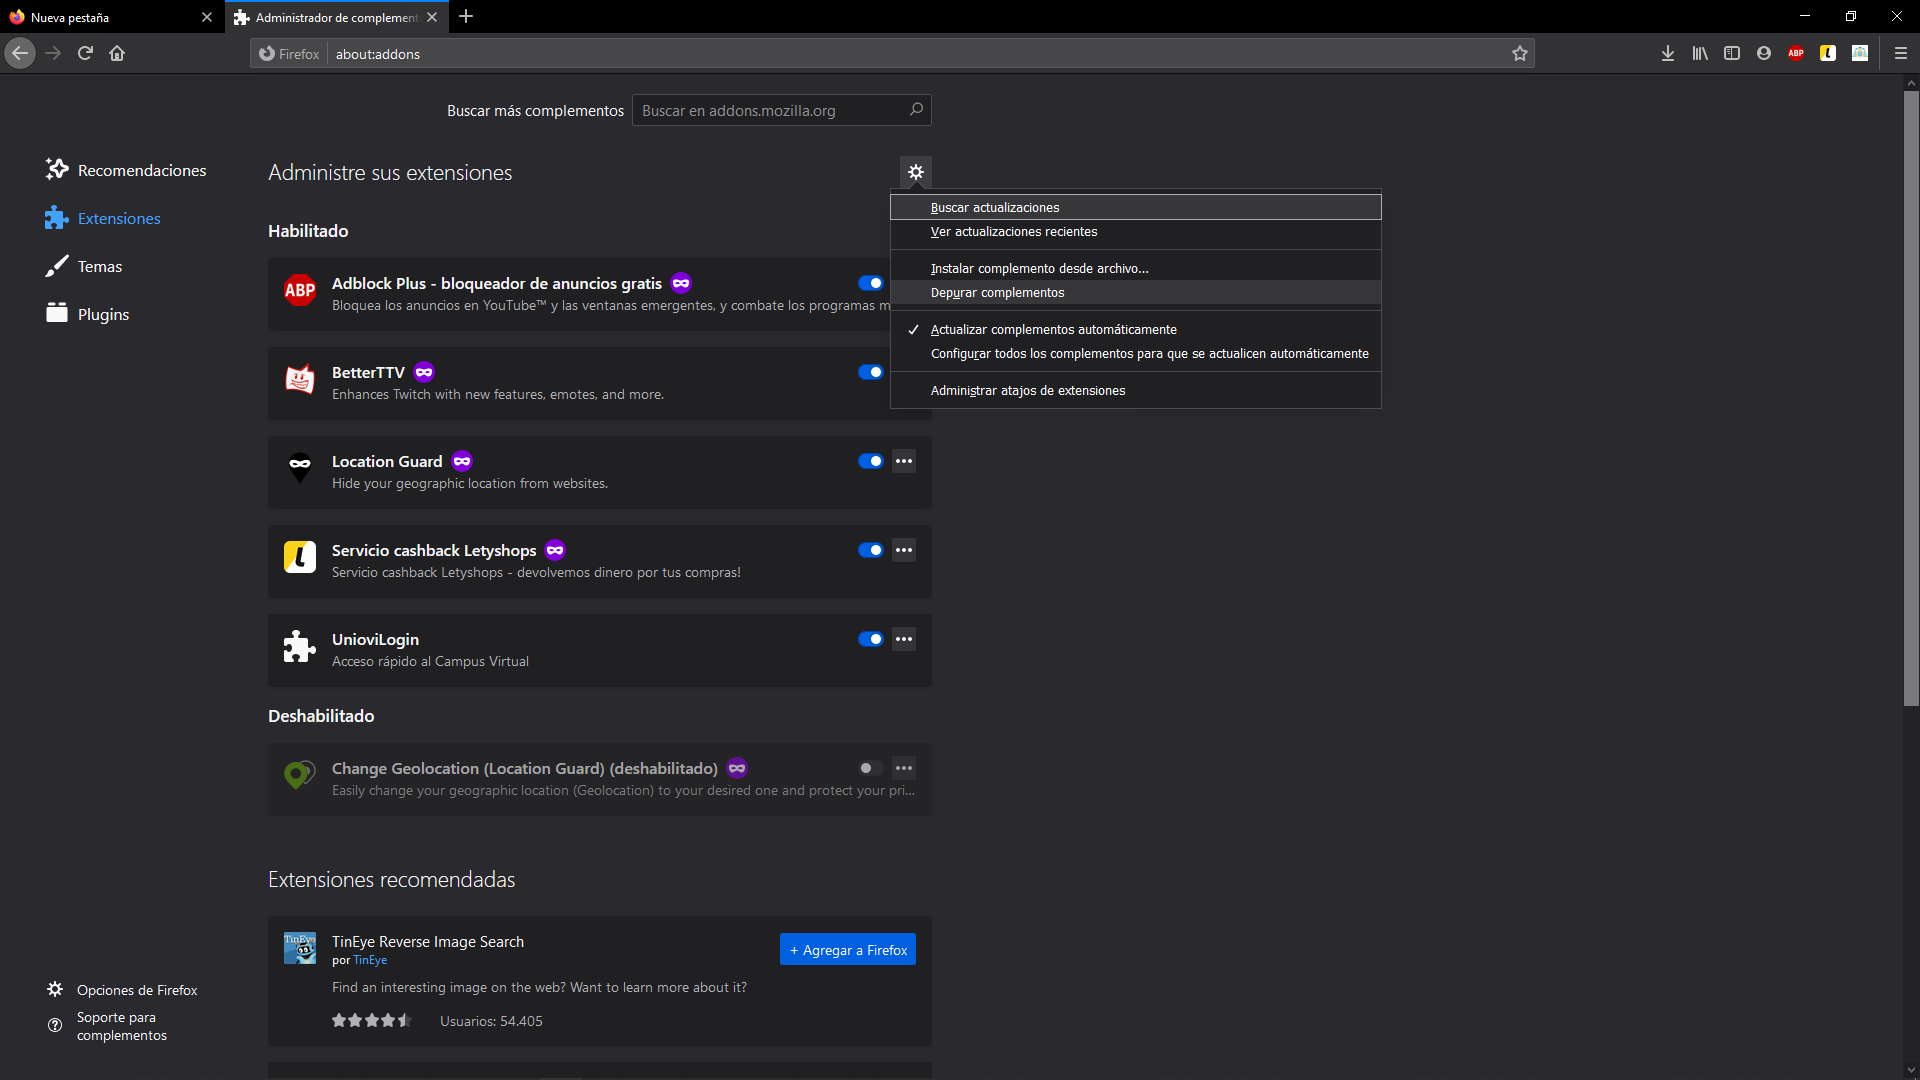 Nueva pestaña
Administrador de complement
Firefox
about:addons
ABP
Buscar más complementos
Buscar en addons.mozilla.org
Recomendaciones
Extensiones
Temas
Plugins
Administre sus extensiones
Buscar actualizaciones
Ver actualizaciones recientes
Instalar complemento desde archivo...
Depurar complementos
Actualizar complementos automáticamente
Configurar todos los complementos para que se actualicen automáticamente
Administrar atajos de extensiones
Habilitado
ABP
Adblock Plus - bloqueador de anuncios gratis
Bloquea los anuncios en YouTube™ y las ventanas emergentes, y combate los programas m
BetterTTV
Enhances Twitch with new features, emotes, and more.
Location Guard
Hide your geographic location from websites.
Servicio cashback Letyshops
Servicio cashback Letyshops - devolvemos dinero por tus compras!
UnioviLogin
Acceso rápido al Campus Virtual
Deshabilitado
Change Geolocation (Location Guard) (deshabilitado)
Easily change your geographic location (Geolocation) to your desired one and protect your pri...
Extensiones recomendadas
TinEye
TinEye Reverse Image Search
por TinEye
+ Agregar a Firefox
Find an interesting image on the web? Want to learn more about it?
Usuarios: 54.405
Opciones de Firefox
Soporte para
complementos